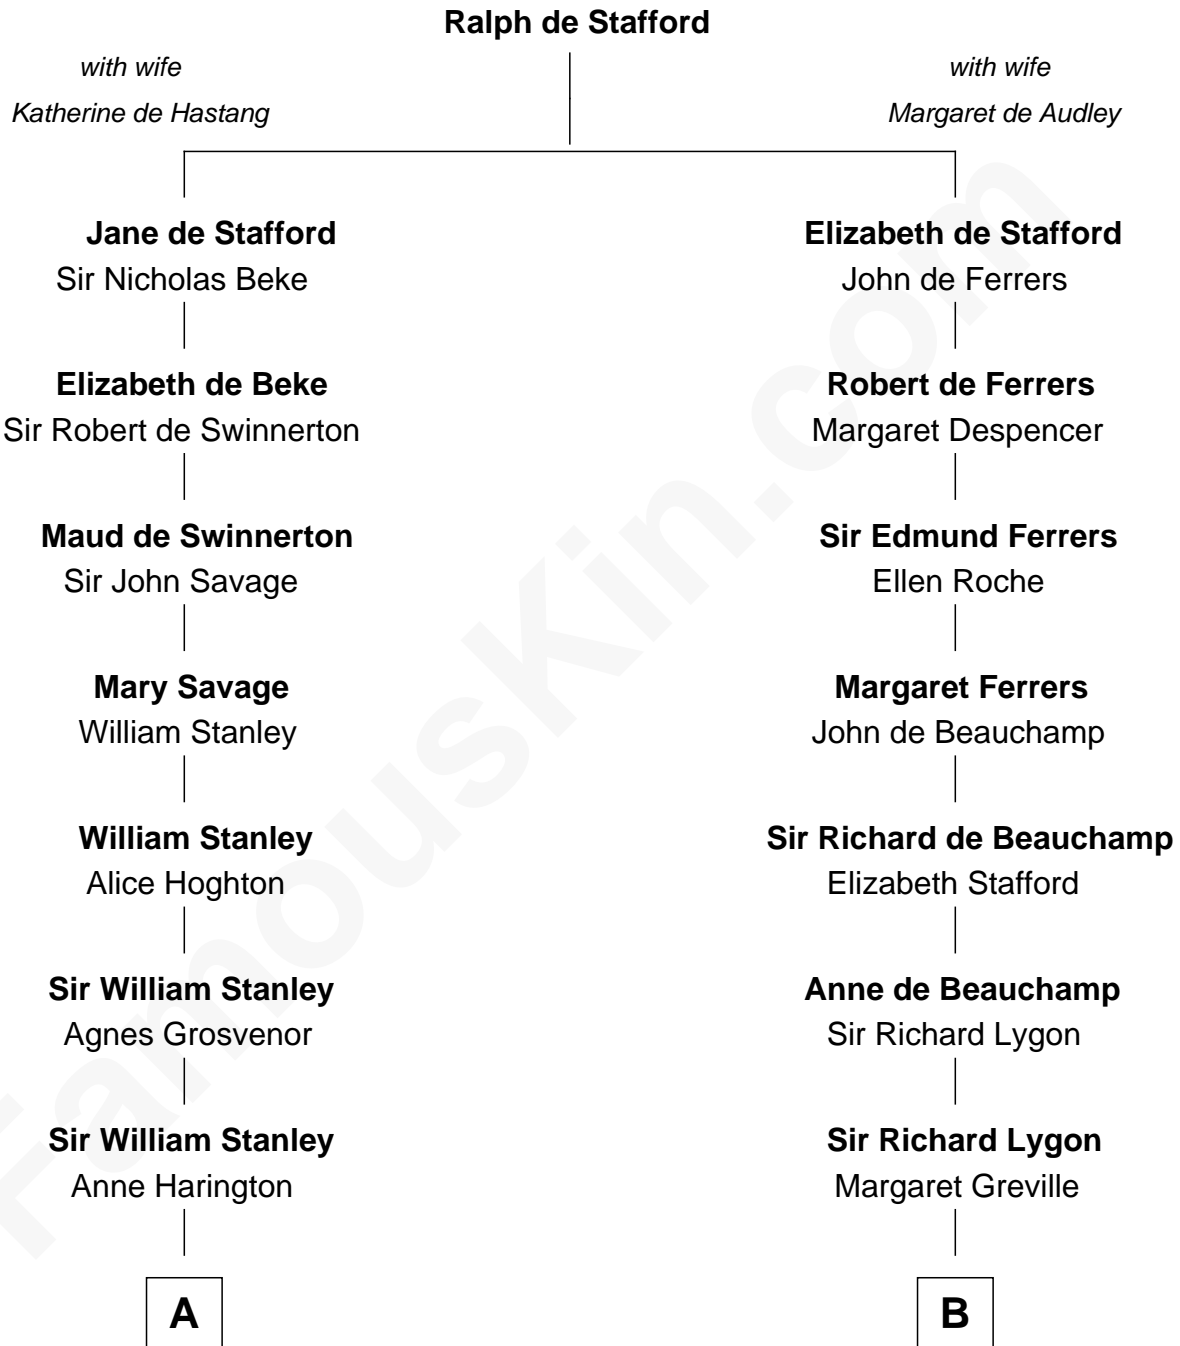 Ralph de Stafford
with wife
Katherine de Hastang
with wife
Margaret de Audley
Jane de Stafford
Sir Nicholas Beke
Elizabeth de Stafford
John de Ferrers
Elizabeth de Beke
Sir Robert de Swinnerton
Robert de Ferrers
Margaret Despencer
Maud de Swinnerton
Sir John Savage
Sir Edmund Ferrers
Ellen Roche
Mary Savage
William Stanley
Margaret Ferrers
John de Beauchamp
William Stanley
Alice Hoghton
Sir Richard de Beauchamp
Elizabeth Stafford
Sir William Stanley
Agnes Grosvenor
Anne de Beauchamp
Sir Richard Lygon
Sir William Stanley
Anne Harington
Sir Richard Lygon
Margaret Greville
A
B
FamousKin.com